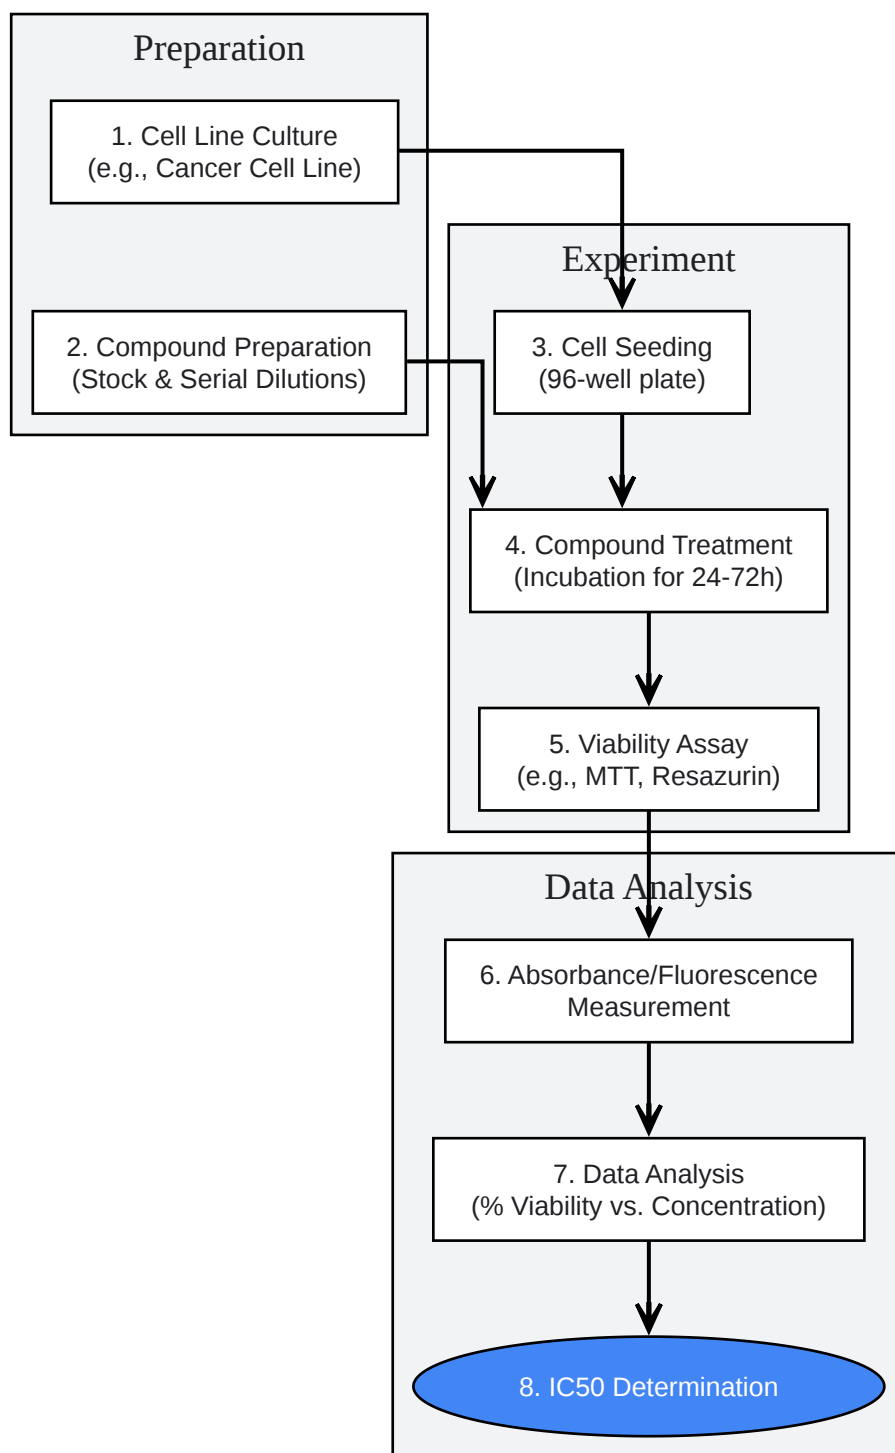 Preparation
1. Cell Line Culture
(e.g., Cancer Cell Line)
2. Compound Preparation
(Stock & Serial Dilutions)
Experiment
3. Cell Seeding
(96-well plate)
4. Compound Treatment
(Incubation for 24-72h)
5. Viability Assay
(e.g., MTT, Resazurin)
Data Analysis
6. Absorbance/Fluorescence
Measurement
7. Data Analysis
(% Viability vs. Concentration)
8. IC50 Determination